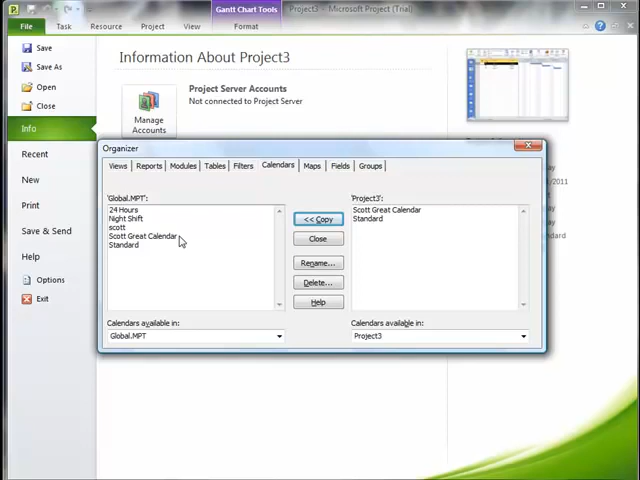 Gantt Chart Tools
Project3 - Microsoft Project (Trial)
File
Task
Resource
Project
View
Format
Save
Save As
Open
Close
Info
Recent
New
Print
Save & Send
Help
Options
Exit
Information About Project3
Manage
Accounts
Project Server Accounts
Not connected to Project Server
Organizer
Views
Reports
Modules
Tables
Filters
Calendars
Maps
Fields
Groups
'Global.MPT':
24 Hours
Night Shift
scott
Scott Great Calendar
Standard
<< Copy
Close
Rename...
Delete...
Help
'Project3':
Scott Great Calendar
Standard
Calendars available in:
Global.MPT
Calendars available in:
Project3